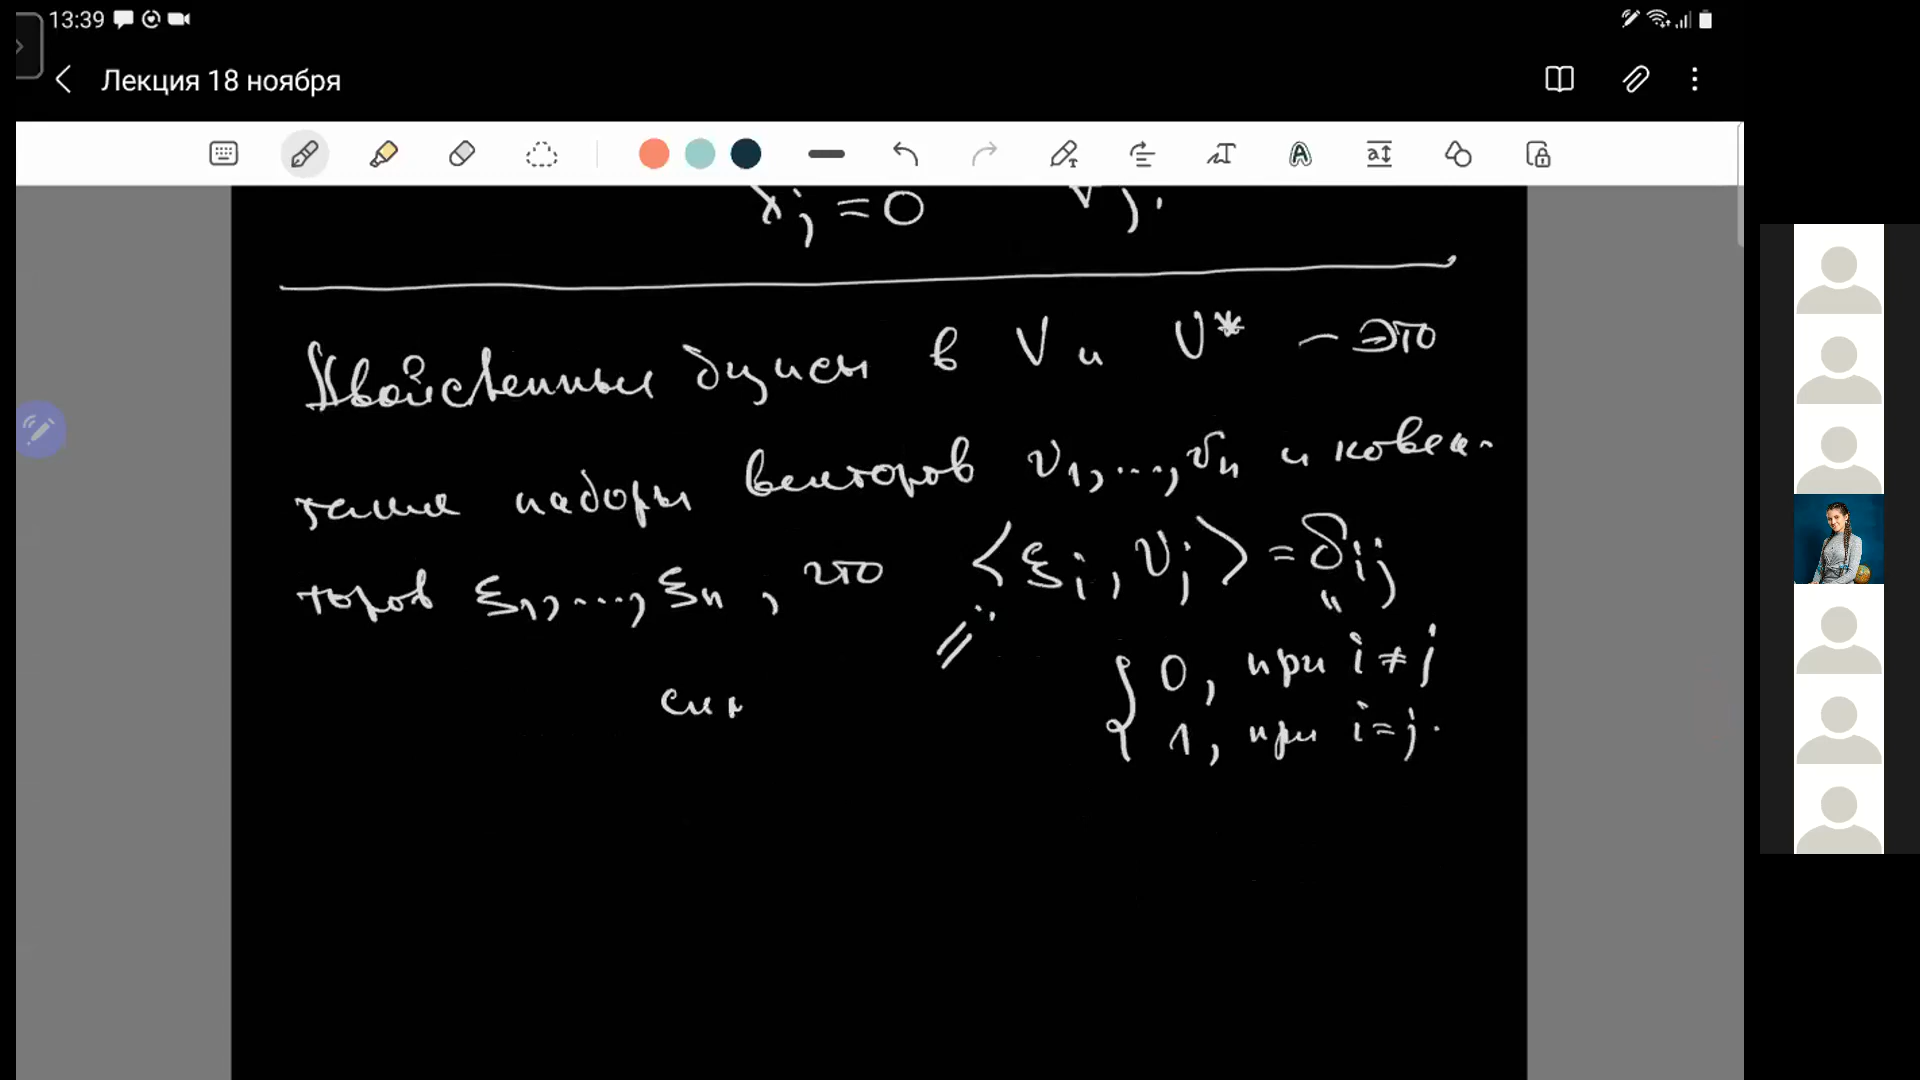 13:39
Лекция 18 ноября
xⱼ = 0 ∀ j.
Двойственные базисы в V и V* – это
такие наборы векторов v₁, ..., vₙ и ковек-
торов ξ₁, ..., ξₙ, что ⟨ξᵢ, vⱼ⟩ = δᵢⱼ
{ 0, при i ≠ j
1, при i = j.
сим